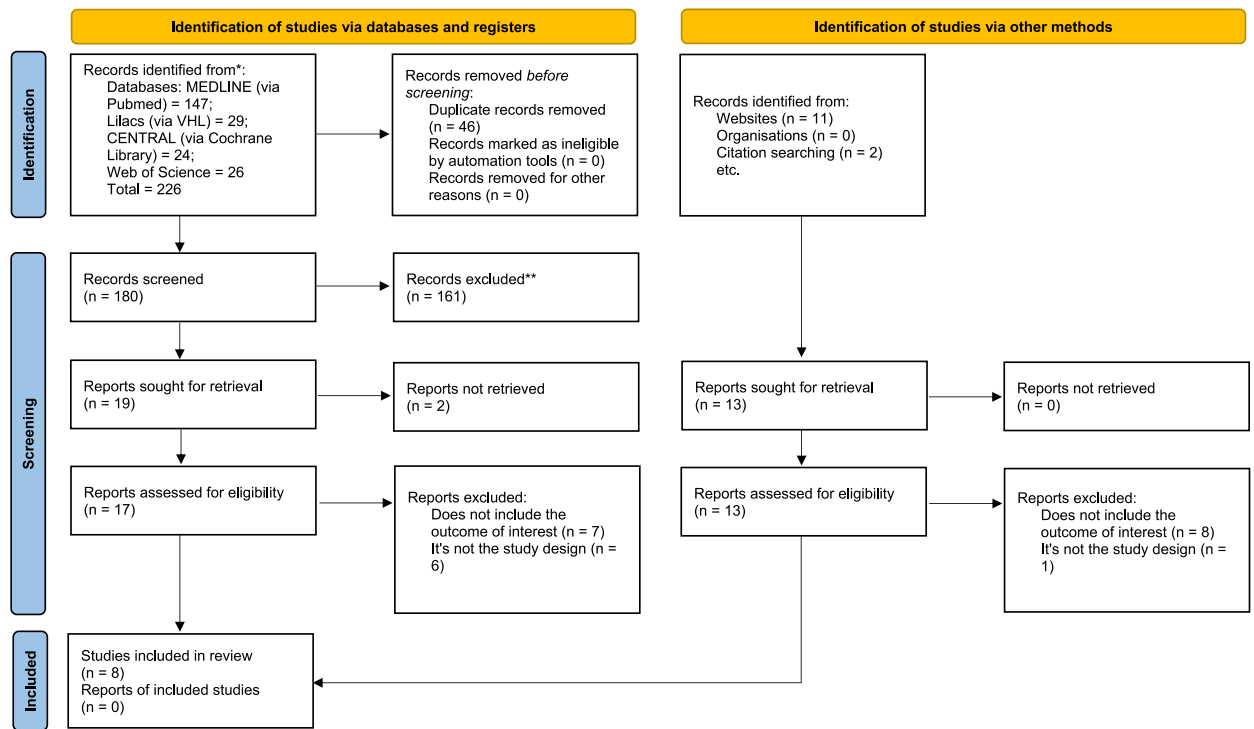 Identification of studies via databases and registers
Identification of studies via other methods
Identification
Records identified from*:
Databases: MEDLINE (via
Pubmed) = 147;
Lilacs (via VHL) = 29;
CENTRAL (via Cochrane
Library) = 24;
Web of Science = 26
Total = 226
Records removed before
screening:
Duplicate records removed
(n = 46)
Records marked as ineligible
by automation tools (n = 0)
Records removed for other
reasons (n = 0)
Records identified from:
Websites (n = 11)
Organisations (n = 0)
Citation searching (n = 2)
etc.
Screening
Records screened
(n = 180)
Records excluded**
(n = 161)
Reports sought for retrieval
(n = 19)
Reports not retrieved
(n = 2)
Reports sought for retrieval
(n = 13)
Reports not retrieved
(n = 0)
Reports assessed for eligibility
(n = 17)
Reports excluded:
Does not include the
outcome of interest (n = 7)
It's not the study design (n =
6)
Reports assessed for eligibility
(n = 13)
Reports excluded:
Does not include the
outcome of interest (n = 8)
It's not the study design (n =
1)
Included
Studies included in review
(n = 8)
Reports of included studies
(n = 0)